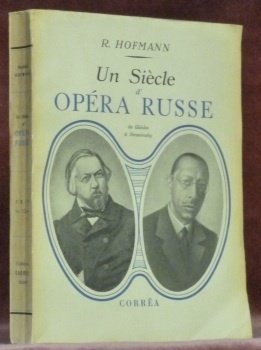 R. HOFMANN
Un Siècle
d'
OPÉRA RUSSE
de Glinka
à Stravinsky
CORRÊA